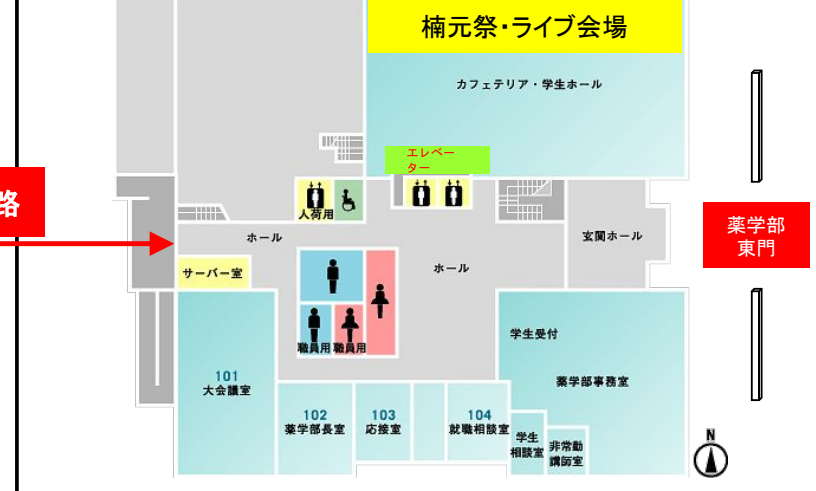 楠元祭・ライブ会場
カフェテリア・学生ホール
エレベー
ター
人荷用
路
ホール
玄関ホール
薬学部
東門
サーバー室
ホール
職員用
職員用
学生受付
薬学部事務室
101
大会議室
102
薬学部長室
103
応接室
104
就職相談室
学生
相談室
非常勤
講師室
N